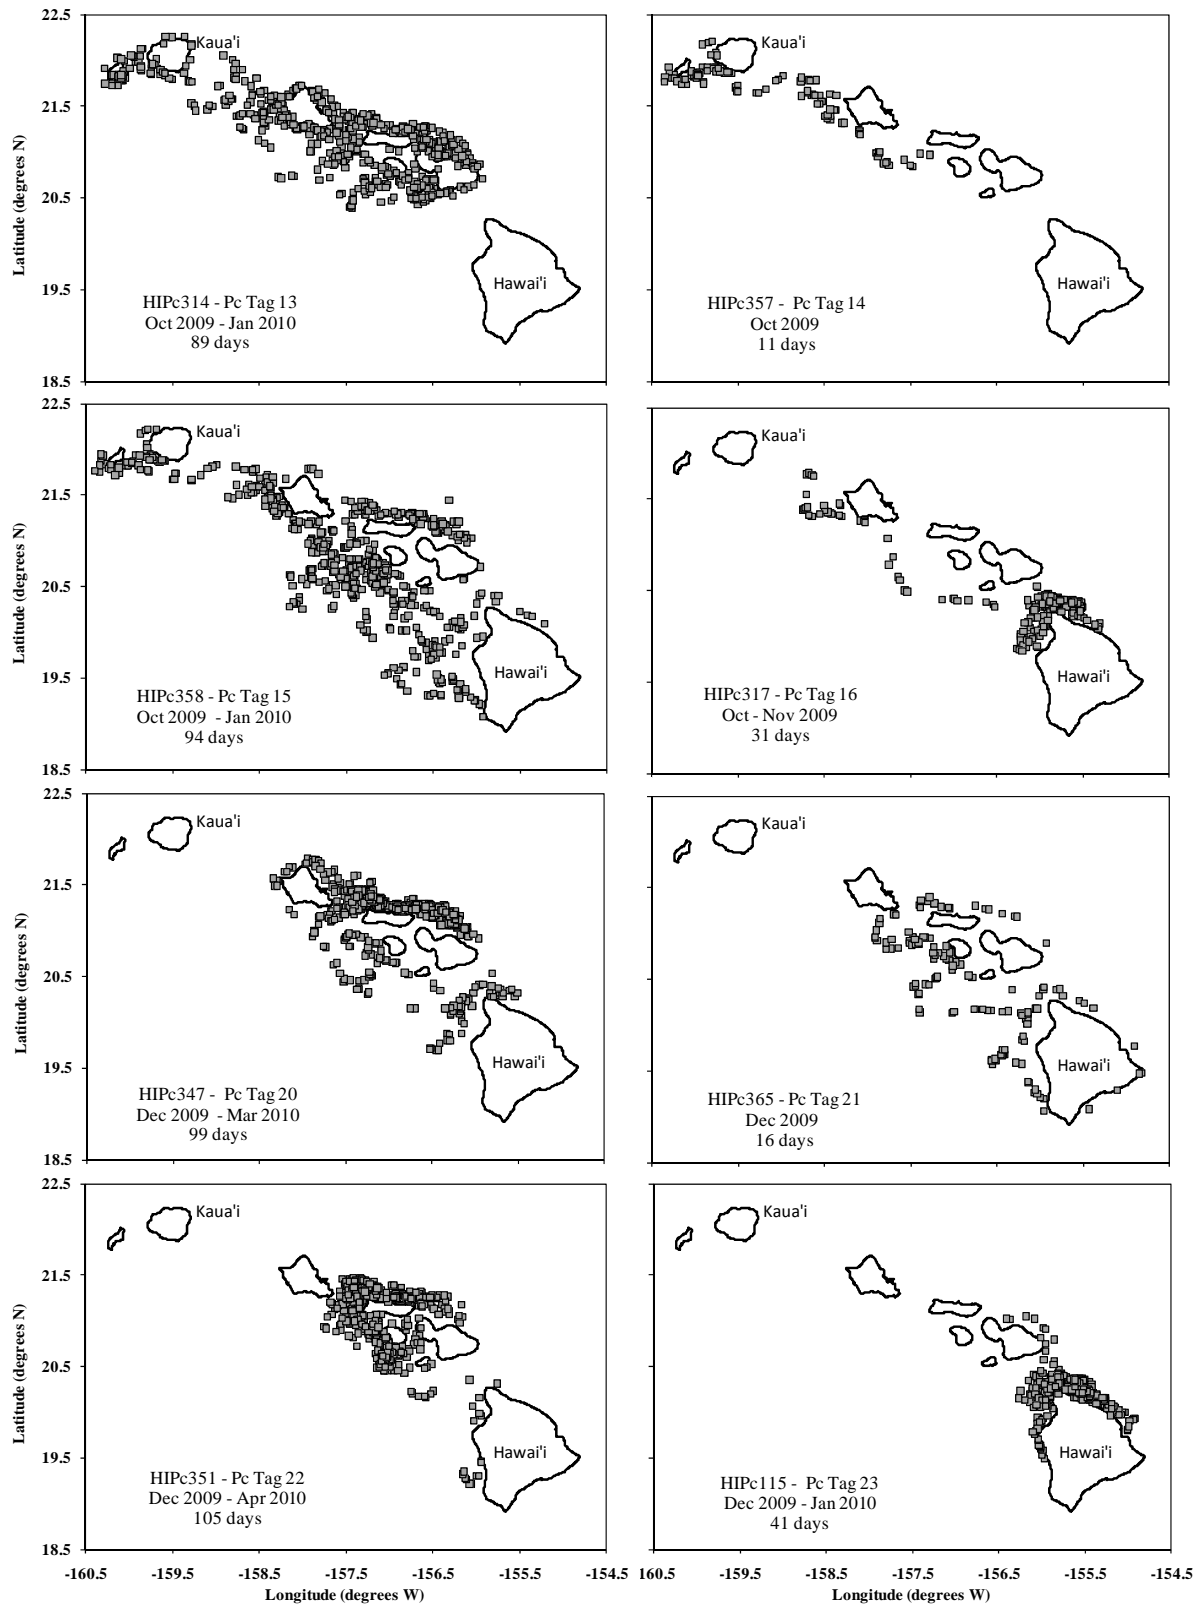 22.5
Kaua'i
21.5
20.5
19.5
18.5
Latitude (degrees N)
Hawai'i
HIPc314 - Pc Tag 13
Oct 2009 - Jan 2010
89 days
Kaua'i
Hawai'i
HIPc357 - Pc Tag 14
Oct 2009
11 days
22.5
Kaua'i
21.5
20.5
19.5
18.5
Latitude (degrees N)
Hawai'i
HIPc358 - Pc Tag 15
Oct 2009 - Jan 2010
94 days
Kaua'i
Hawai'i
HIPc317 - Pc Tag 16
Oct - Nov 2009
31 days
22.5
Kaua'i
21.5
20.5
19.5
18.5
Latitude (degrees N)
Hawai'i
HIPc347 - Pc Tag 20
Dec 2009 - Mar 2010
99 days
Kaua'i
Hawai'i
HIPc365 - Pc Tag 21
Dec 2009
16 days
22.5
Kaua'i
21.5
20.5
19.5
18.5
Latitude (degrees N)
Hawai'i
HIPc351 - Pc Tag 22
Dec 2009 - Apr 2010
105 days
Kaua'i
Hawai'i
HIPc115 - Pc Tag 23
Dec 2009 - Jan 2010
41 days
-160.5 -159.5 -158.5 -157.5 -156.5 -155.5 -154.5
Longitude (degrees W)
-160.5 -159.5 -158.5 -157.5 -156.5 -155.5 -154.5
Longitude (degrees W)